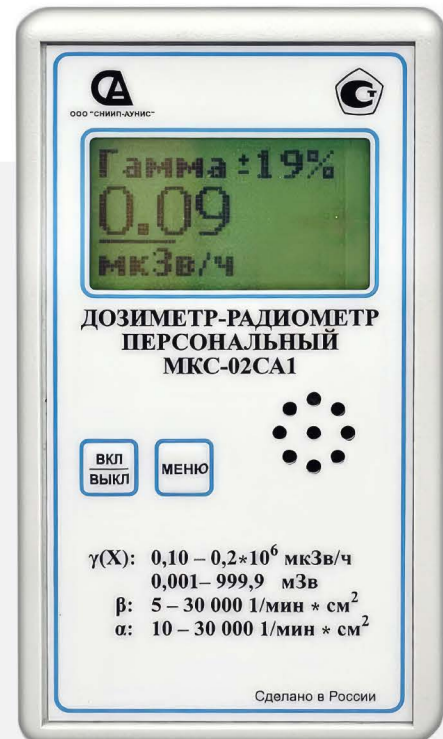 ООО "СНИИП-АУНИС"
Гамма ±19%
0.09
мкЗв/ч
ДОЗИМЕТР-РАДИОМЕТР
ПЕРСОНАЛЬНЫЙ
МКС-02СА1
ВКЛ
ВЫКЛ
МЕНЮ
γ(X): 0,10 – 0,2*10⁶ мкЗв/ч
0,001– 999,9 мЗв
β: 5 – 30 000 1/мин * см²
α: 10 – 30 000 1/мин * см²
Сделано в России